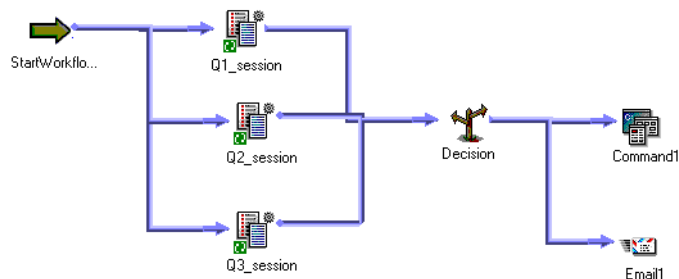 StartWorkflo...
Q1_session
Q2_session
Decision
Command1
Q3_session
Email1